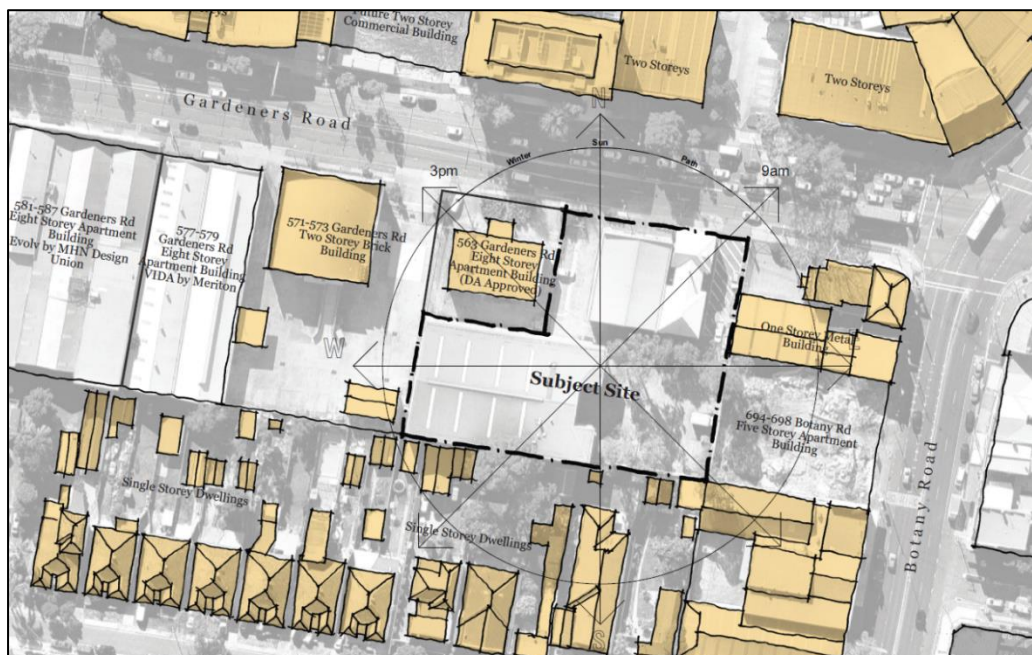 Future Two Storey
Commercial Building
Two Storeys
Two Storeys
Gardeners Road
N
Winter
Sun
Path
3pm
9am
581-587 Gardeners Rd
Eight Storey Apartment
Building
Evolv by MHN Design
Union
577-579
Gardeners Rd
Eight Storey
Apartment Building
VIDA by Meriton
571-573 Gardeners Rd
Two Storey Brick
Building
563 Gardeners Rd
Eight Storey
Apartment Building
(DA Approved)
One Storey Metal
Building
W
E
Subject Site
694-698 Botany Rd
Five Storey Apartment
Building
Single Storey Dwellings
Single Storey Dwellings
Botany Road
S